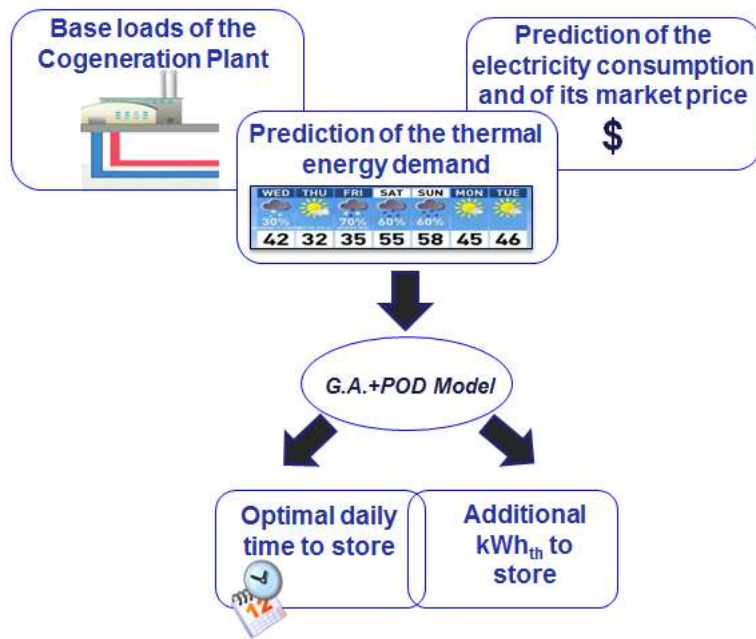 Base loads of the
Cogeneration Plant
Prediction of the
electricity consumption
and of its market price
$
Prediction of the thermal
energy demand
WED THU FRI SAT SUN MON TUE
30% 70% 60% 60%
42 32 35 55 58 45 46
G.A.+POD Model
Optimal daily
time to store
12
Additional
kWhth to
store